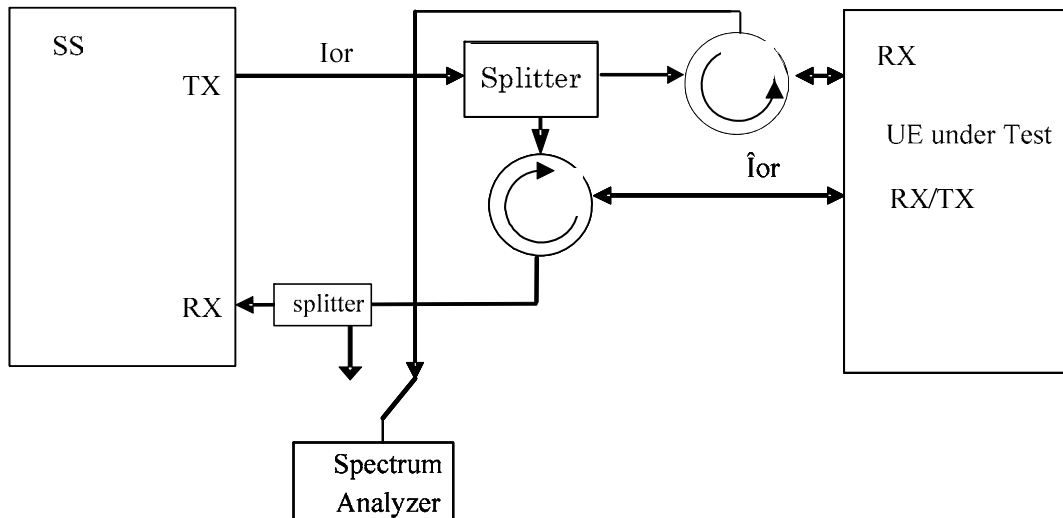 SS
Ior
TX
Splitter
RX
UE under Test
Îor
RX/TX
RX
splitter
Spectrum
Analyzer